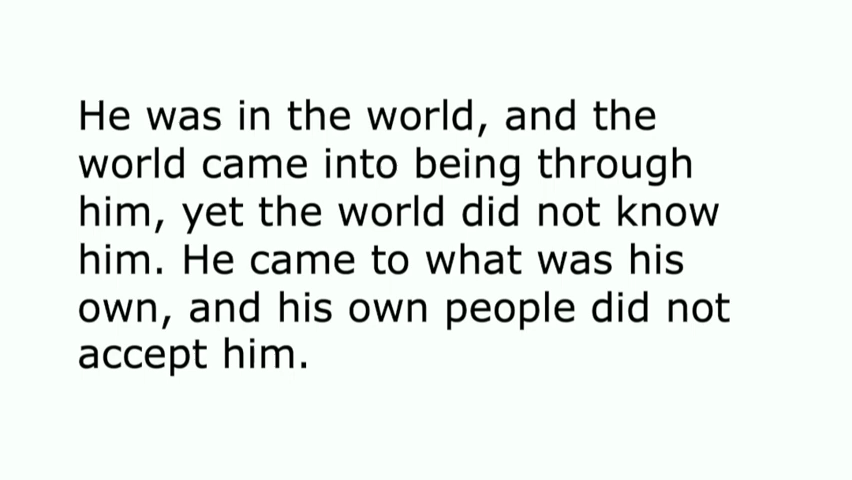 He was in the world, and the
world came into being through
him, yet the world did not know
him. He came to what was his
own, and his own people did not
accept him.